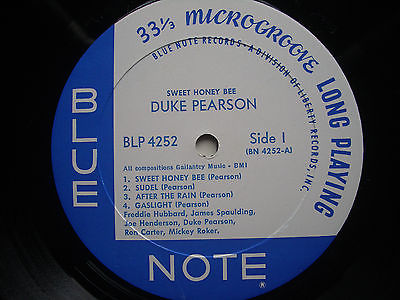 33⅓ MICROGROOVE LONG PLAYING
BLUE NOTE RECORDS - A DIVISION OF LIBERTY RECORDS, INC.
SWEET HONEY BEE
DUKE PEARSON
BLP 4252 Side 1
(BN 4252-A)
All compositions Gailantcy Music - BMI
1. SWEET HONEY BEE (Pearson)
2. SUDEL (Pearson)
3. AFTER THE RAIN (Pearson)
4. GASLIGHT (Pearson)
Freddie Hubbard, James Spaulding,
Joe Henderson, Duke Pearson,
Ron Carter, Mickey Roker.
BLUE
NOTE®